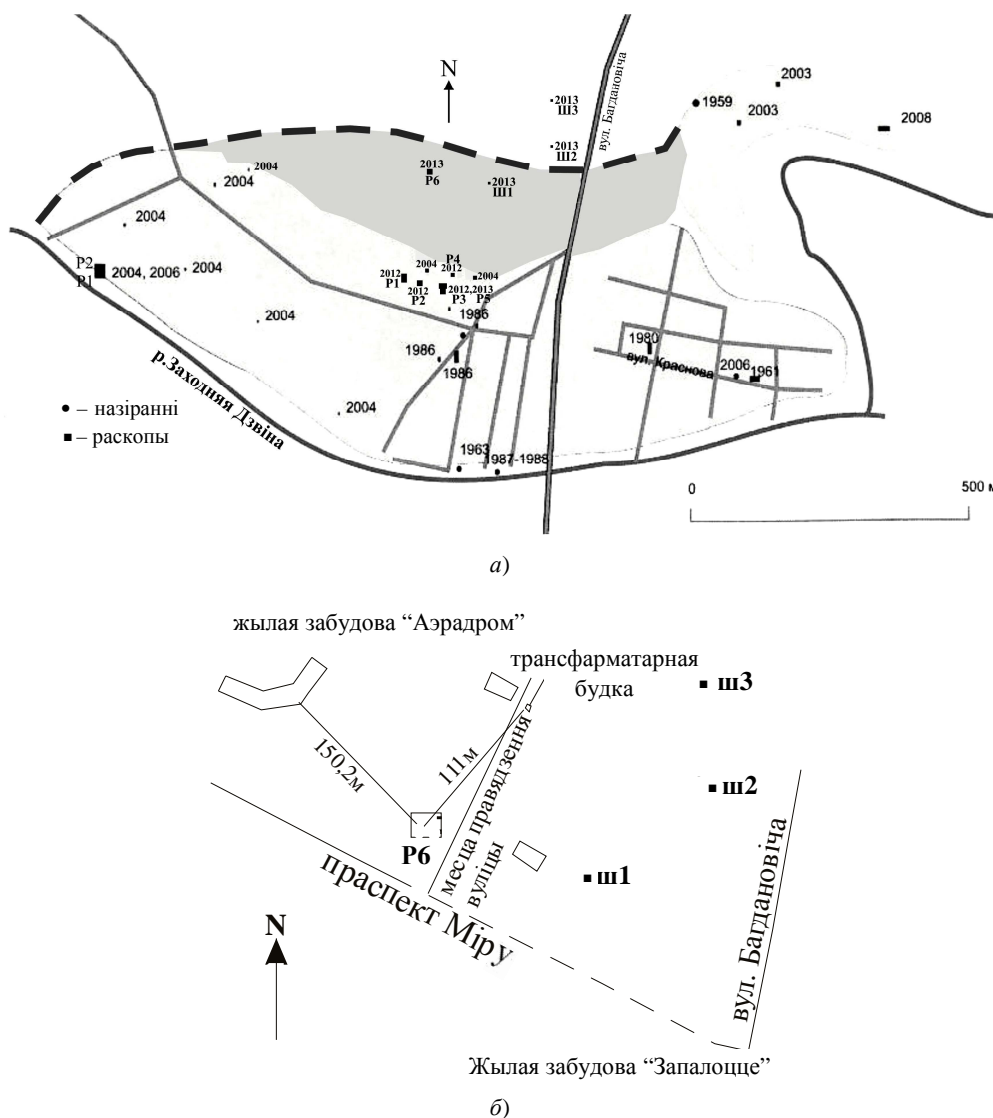 N
2003
2013
Ш3
1959
2003
2008
вул. Багдановіча
2013
Ш2
2004
2004
2013
Р6
2013
Ш1
2004
Р2
Р1
2004, 2006
2004
2012
Р1
2004
Р4
2012
2004
2012
Р2
2012,2013
Р3
Р5
1986
2004
1980
1986
1986
вул. Краснова
2006
1961
р.Заходняя Дзвіна
2004
● – назіранні
■ – раскопы
1963
1987-1988
0
500 м
а)
жылая забудова “Аэрадром”
трансфарматарная
будка
ш3
150,2м
111м
месца правядзення
вуліцы
ш2
Р6
ш1
праспект Міру
вул. Багдановіча
N
Жылая забудова “Запалоцце”
б)